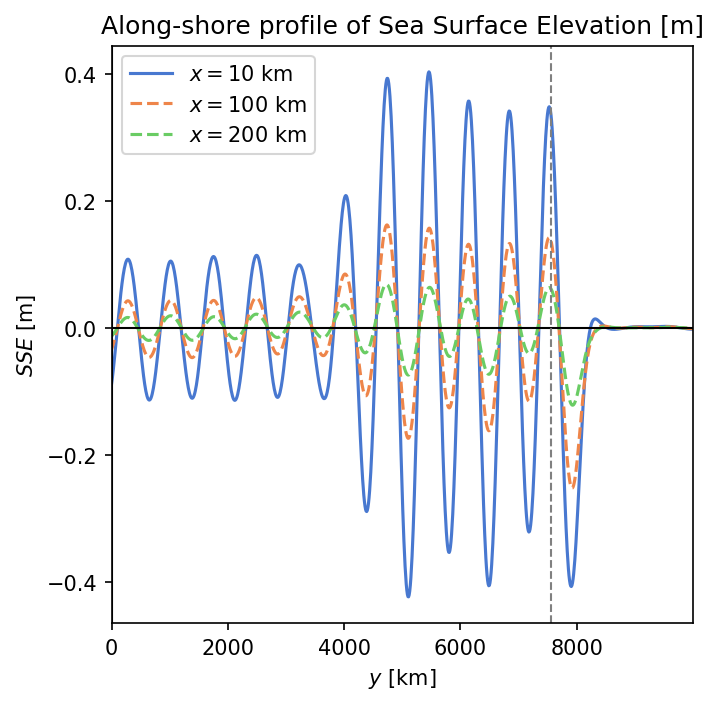 Along-shore profile of Sea Surface Elevation [m]
x = 10 km
x = 100 km
x = 200 km
0.4
0.2
0.0
−0.2
−0.4
SSE [m]
0 2000 4000 6000 8000
y [km]